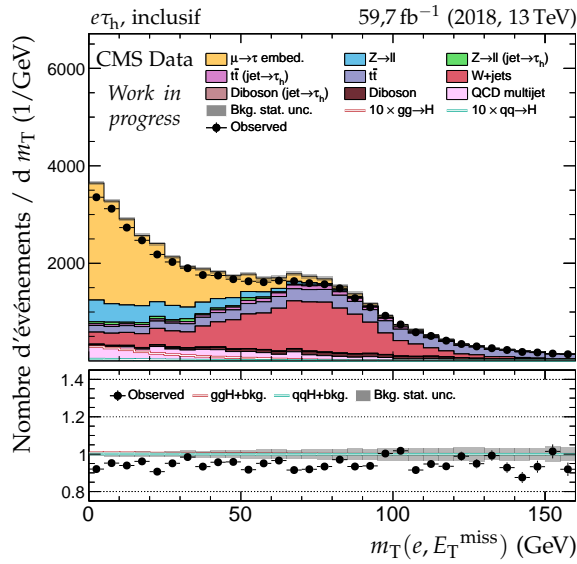 eτh, inclusif 59,7 fb⁻¹ (2018, 13 TeV)
CMS Data
Work in
progress
μ→τ embed. Z→ll Z→ll (jet→τh)
tt̄ (jet→τh) tt̄ W+jets
Diboson (jet→τh) Diboson QCD multijet
Bkg. stat. unc. 10×gg→H 10×qq→H
Observed
Nombre d'événements / d mT (1/GeV)
6000
4000
2000
Observed ggH+bkg. qqH+bkg. Bkg. stat. unc.
1.4
1.2
1
0.8
0 50 100 150
mT(e, ETmiss) (GeV)